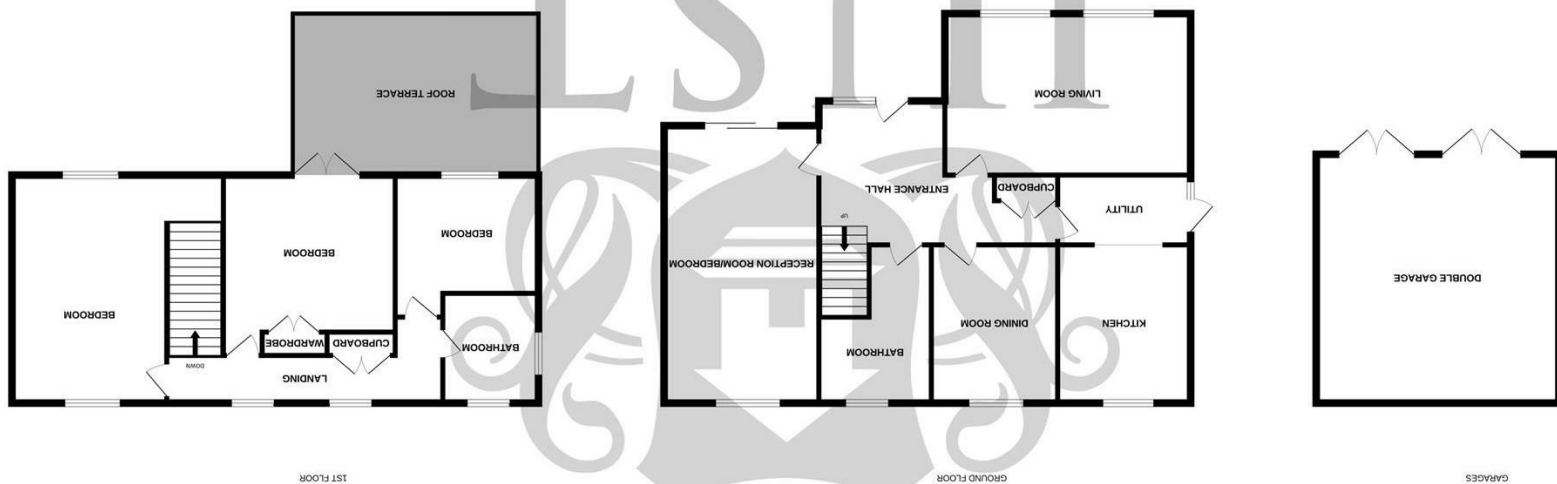 GARAGES
DOUBLE GARAGE
GROUND FLOOR
KITCHEN
DINING ROOM
BATHROOM
RECEPTION ROOM/BEDROOM
UP
UTILITY
CUPBOARD
ENTRANCE HALL
LIVING ROOM
1ST FLOOR
LANDING
DOWN
BATHROOM
CUPBOARD
WARDROBE
BEDROOM
BEDROOM
BEDROOM
ROOF TERRACE